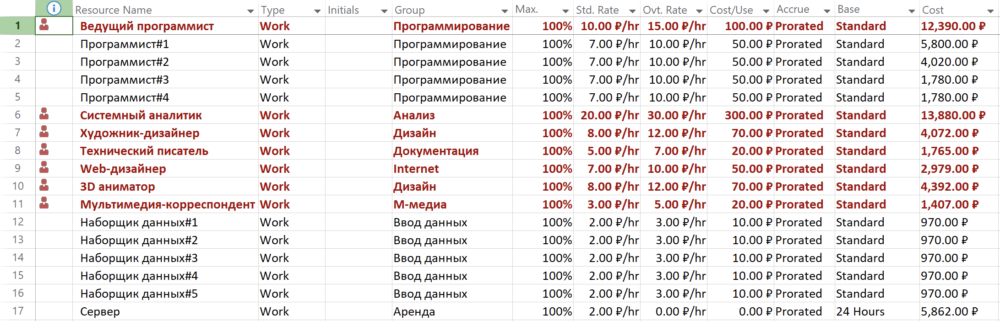 Resource Name Type Initials Group Max. Std. Rate Ovt. Rate Cost/Use Accrue Base Cost
1 Ведущий программист Work Программирование 100% 10.00 ₽/hr 15.00 ₽/hr 100.00 ₽ Prorated Standard 12,390.00 ₽
2 Программист#1 Work Программирование 100% 7.00 ₽/hr 10.00 ₽/hr 50.00 ₽ Prorated Standard 5,800.00 ₽
3 Программист#2 Work Программирование 100% 7.00 ₽/hr 10.00 ₽/hr 50.00 ₽ Prorated Standard 4,020.00 ₽
4 Программист#3 Work Программирование 100% 7.00 ₽/hr 10.00 ₽/hr 50.00 ₽ Prorated Standard 1,780.00 ₽
5 Программист#4 Work Программирование 100% 7.00 ₽/hr 10.00 ₽/hr 50.00 ₽ Prorated Standard 1,780.00 ₽
6 Системный аналитик Work Анализ 100% 20.00 ₽/hr 30.00 ₽/hr 300.00 ₽ Prorated Standard 13,880.00 ₽
7 Художник-дизайнер Work Дизайн 100% 8.00 ₽/hr 12.00 ₽/hr 70.00 ₽ Prorated Standard 4,072.00 ₽
8 Технический писатель Work Документация 100% 5.00 ₽/hr 7.00 ₽/hr 20.00 ₽ Prorated Standard 1,765.00 ₽
9 Web-дизайнер Work Internet 100% 7.00 ₽/hr 10.00 ₽/hr 50.00 ₽ Prorated Standard 2,979.00 ₽
10 3D аниматор Work Дизайн 100% 8.00 ₽/hr 12.00 ₽/hr 70.00 ₽ Prorated Standard 4,392.00 ₽
11 Мультимедия-корреспондент Work М-медиа 100% 3.00 ₽/hr 5.00 ₽/hr 20.00 ₽ Prorated Standard 1,407.00 ₽
12 Наборщик данных#1 Work Ввод данных 100% 2.00 ₽/hr 3.00 ₽/hr 10.00 ₽ Prorated Standard 970.00 ₽
13 Наборщик данных#2 Work Ввод данных 100% 2.00 ₽/hr 3.00 ₽/hr 10.00 ₽ Prorated Standard 970.00 ₽
14 Наборщик данных#3 Work Ввод данных 100% 2.00 ₽/hr 3.00 ₽/hr 10.00 ₽ Prorated Standard 970.00 ₽
15 Наборщик данных#4 Work Ввод данных 100% 2.00 ₽/hr 3.00 ₽/hr 10.00 ₽ Prorated Standard 970.00 ₽
16 Наборщик данных#5 Work Ввод данных 100% 2.00 ₽/hr 3.00 ₽/hr 10.00 ₽ Prorated Standard 970.00 ₽
17 Сервер Work Аренда 100% 2.00 ₽/hr 0.00 ₽/hr 0.00 ₽ Prorated 24 Hours 5,862.00 ₽